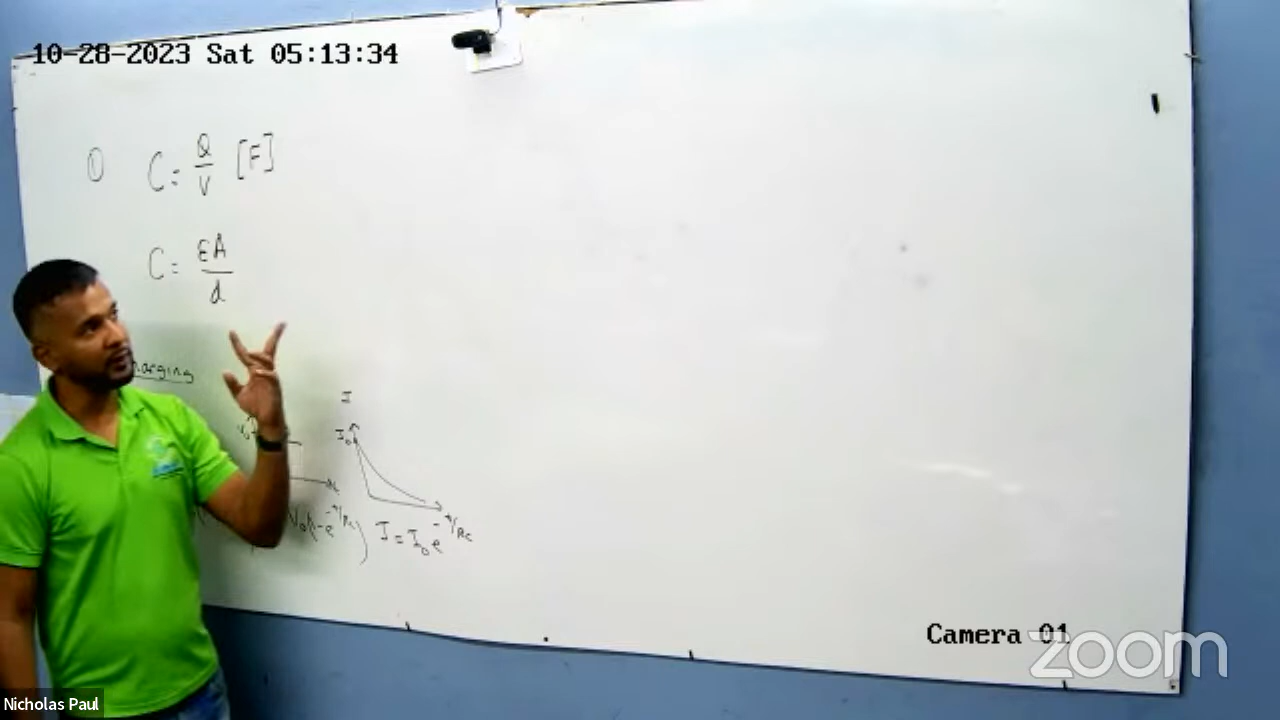 10-28-2023 Sat 05:13:34
① C = Q/V [F]
C = εA/d
harging
I
I₀
V₀(1-e^-t/RC) I = I₀e^-t/RC
Camera 01
zoom
Nicholas Paul